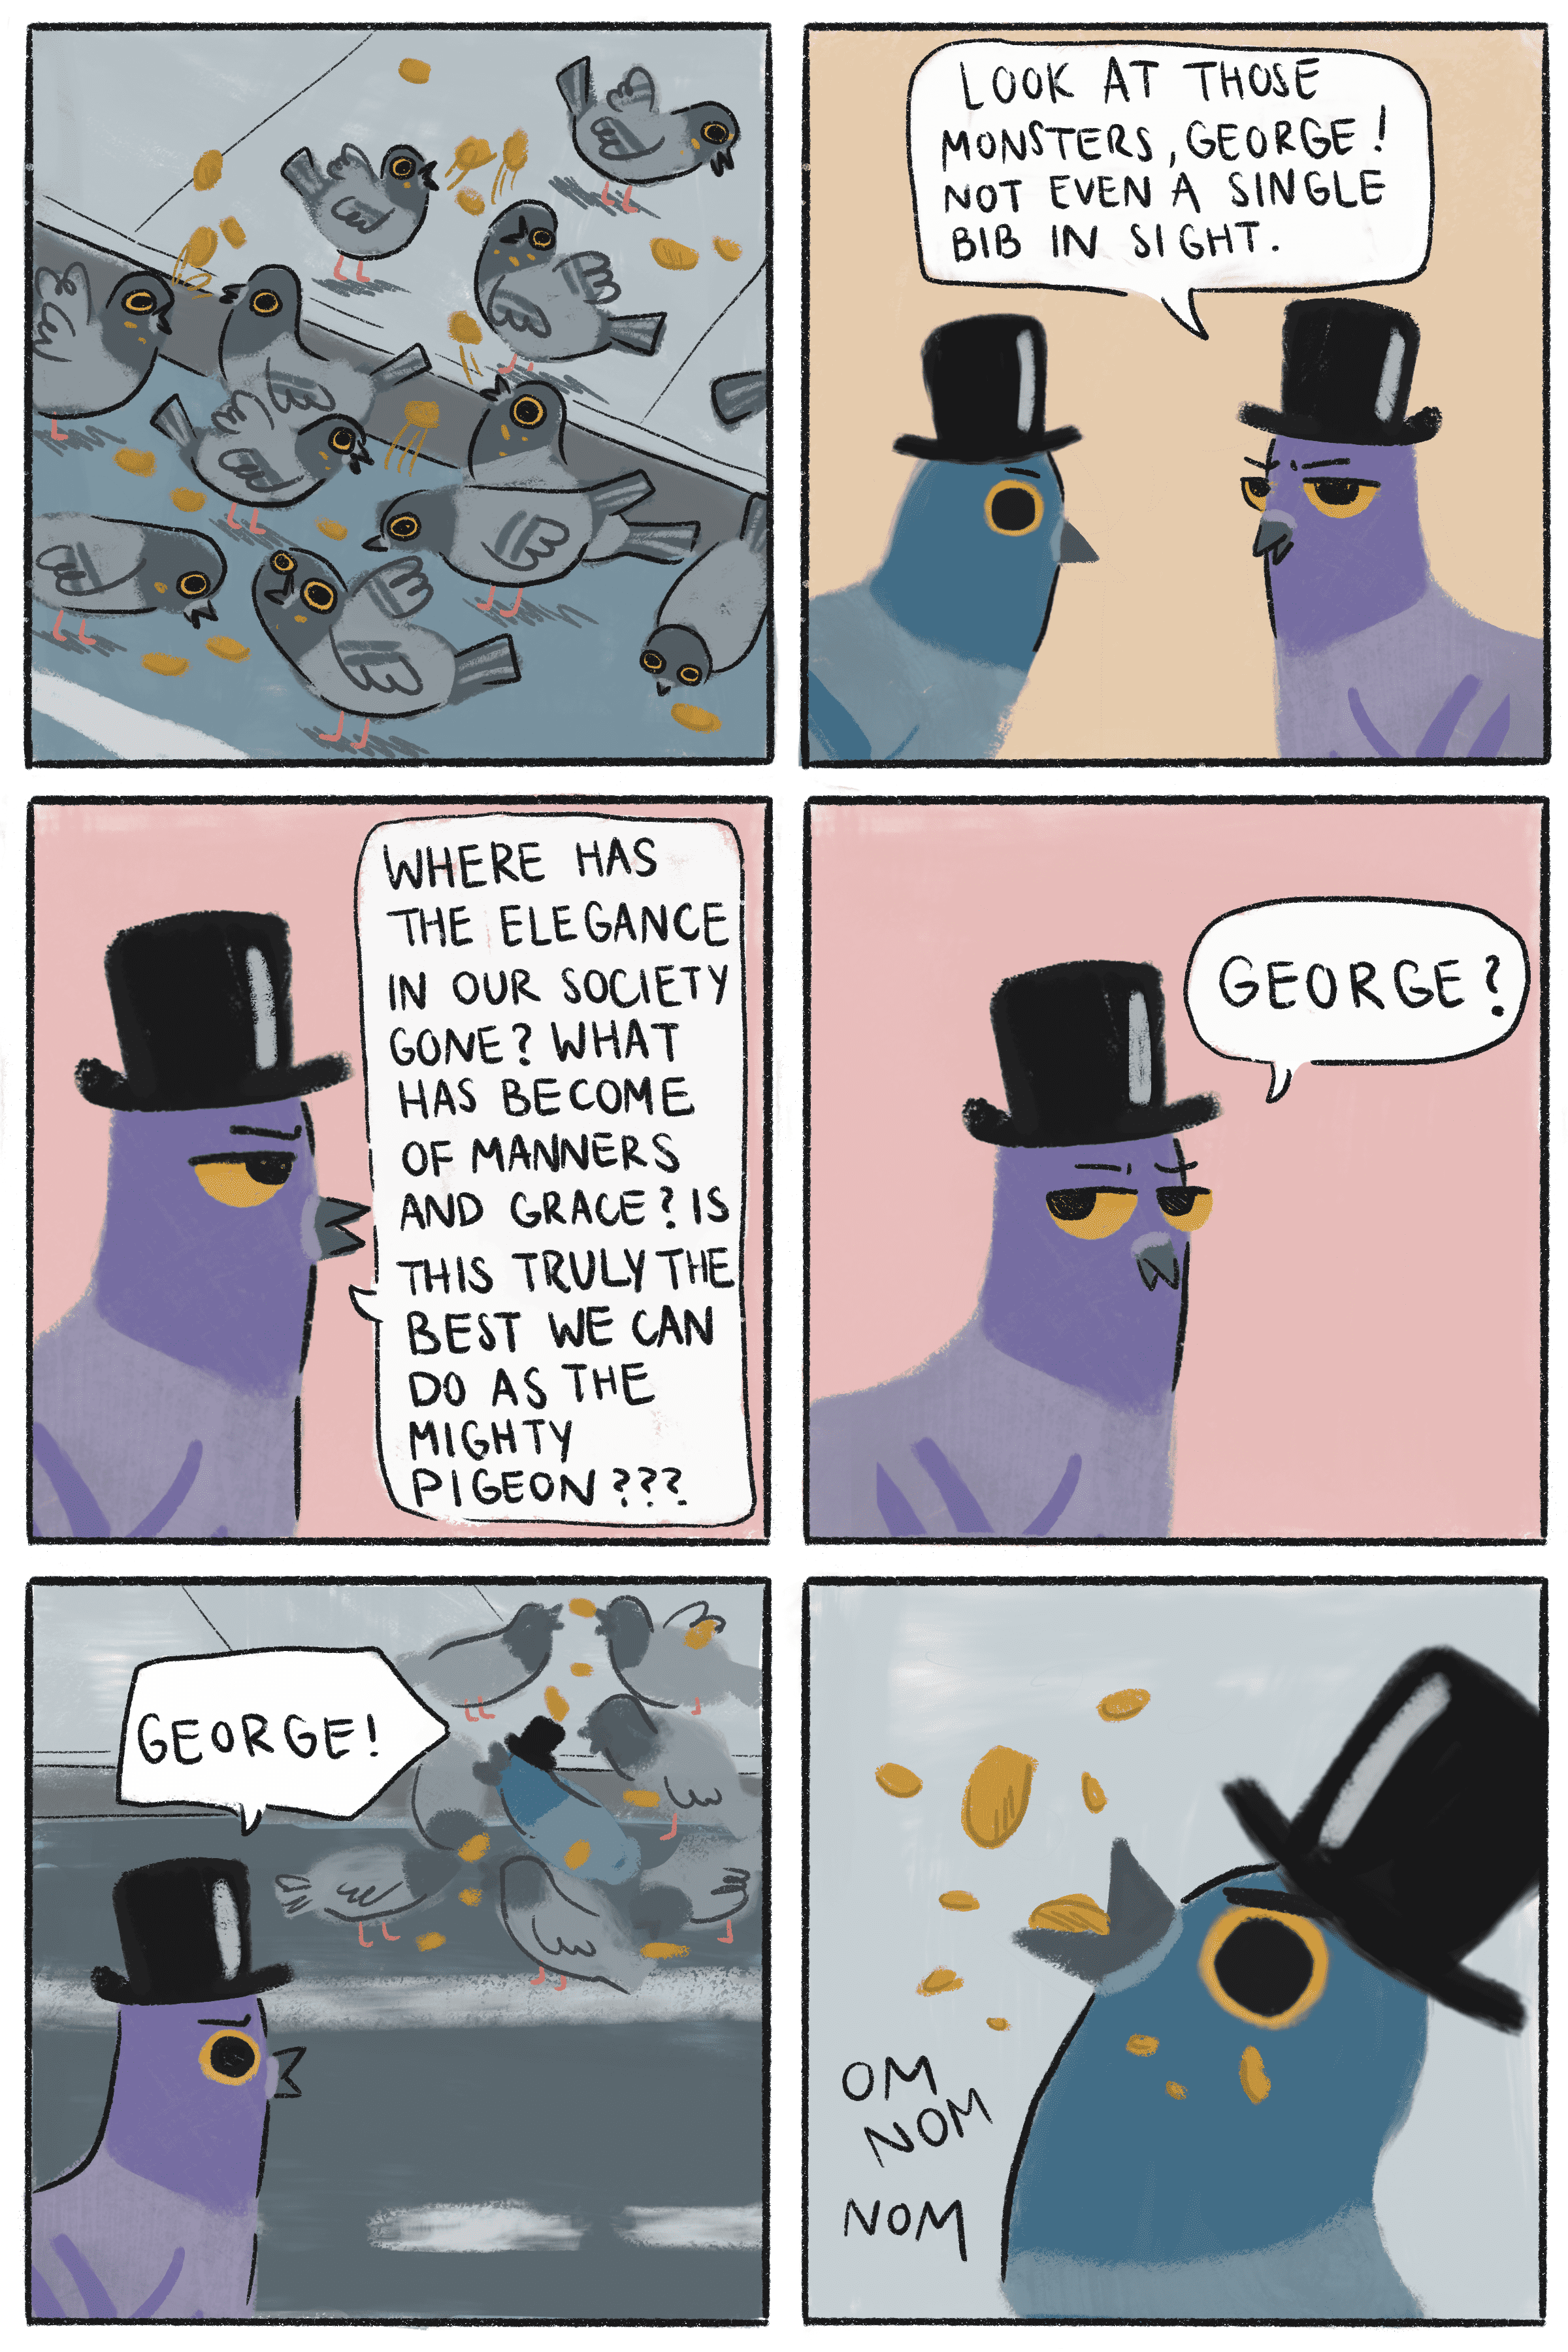 LOOK AT THOSE
MONSTERS, GEORGE!
NOT EVEN A SINGLE
BIB IN SIGHT.
WHERE HAS
THE ELEGANCE
IN OUR SOCIETY
GONE? WHAT
HAS BECOME
OF MANNERS
AND GRACE? IS
THIS TRULY THE
BEST WE CAN
DO AS THE
MIGHTY
PIGEON???
GEORGE?
GEORGE!
OM
NOM
NOM